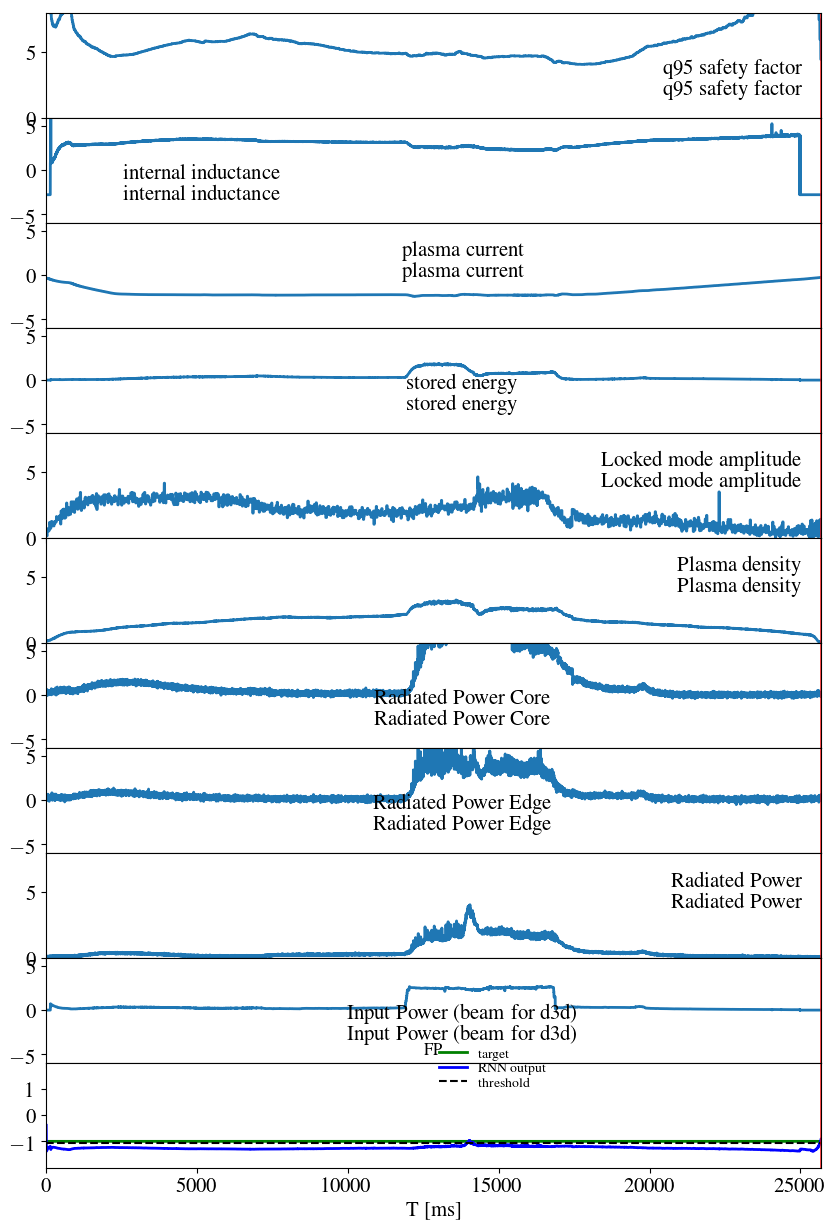 5
q95 safety factor
q95 safety factor
0
5
0
internal inductance
internal inductance
−5
5
plasma current
0
plasma current
−5
5
0
stored energy
stored energy
−5
Locked mode amplitude
5
Locked mode amplitude
0
Plasma density
5
Plasma density
0
5
0
Radiated Power Core
Radiated Power Core
−5
5
0
Radiated Power Edge
Radiated Power Edge
−5
Radiated Power
5
Radiated Power
0
5
0
Input Power (beam for d3d)
Input Power (beam for d3d)
FP
−5
target
RNN output
threshold
1
0
−1
0 5000 10000 15000 20000 25000
T [ms]